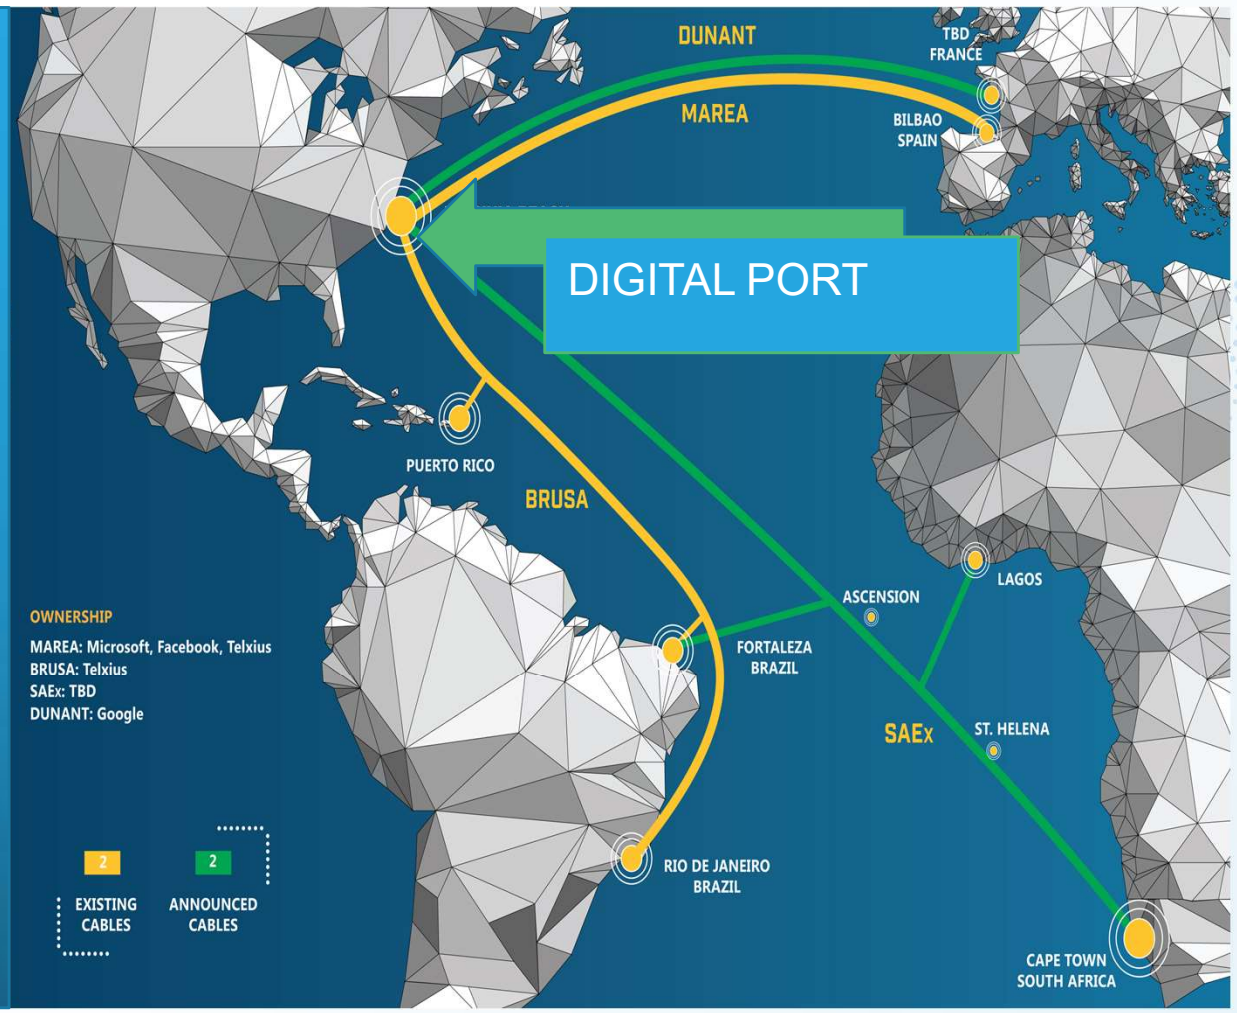 DUNANT
TBD
FRANCE
MAREA
BILBAO
SPAIN
DIGITAL PORT
PUERTO RICO
BRUSA
LAGOS
ASCENSION
FORTALEZA
BRAZIL
SAEx
ST. HELENA
OWNERSHIP
MAREA: Microsoft, Facebook, Telxius
BRUSA: Telxius
SAEx: TBD
DUNANT: Google
2
EXISTING
CABLES
2
ANNOUNCED
CABLES
RIO DE JANEIRO
BRAZIL
CAPE TOWN
SOUTH AFRICA